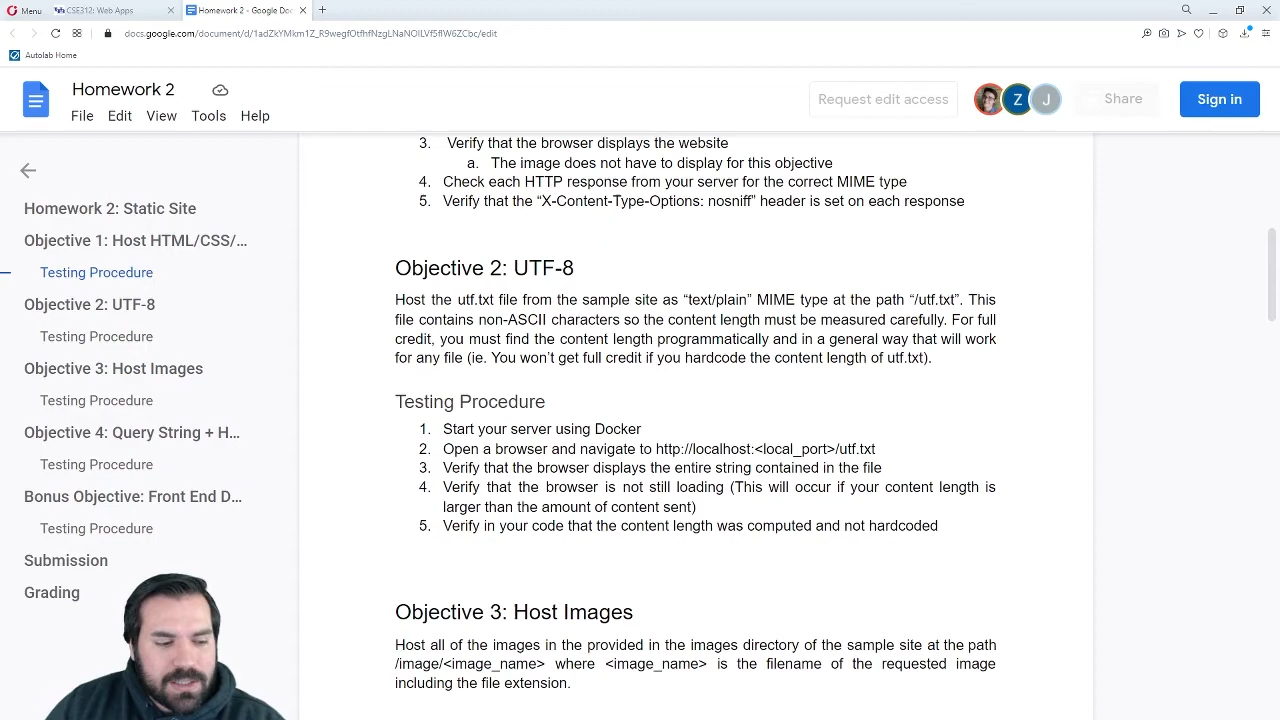 Menu
CSE312: Web Apps
Homework 2 - Google Doc
docs.google.com/document/d/1adZkYMkm1Z_R9wegfOtfhfNzgLNaNOlLVf5flW6ZCbc/edit
Autolab Home
Homework 2
File Edit View Tools Help
Request edit access
Z
J
Share
Sign in
Homework 2: Static Site
Objective 1: Host HTML/CSS/...
Testing Procedure
Objective 2: UTF-8
Testing Procedure
Objective 3: Host Images
Testing Procedure
Objective 4: Query String + H...
Testing Procedure
Bonus Objective: Front End D...
Testing Procedure
Submission
Grading
3. Verify that the browser displays the website
a. The image does not have to display for this objective
4. Check each HTTP response from your server for the correct MIME type
5. Verify that the “X-Content-Type-Options: nosniff” header is set on each response
Objective 2: UTF-8
Host the utf.txt file from the sample site as “text/plain” MIME type at the path “/utf.txt”. This
file contains non-ASCII characters so the content length must be measured carefully. For full
credit, you must find the content length programmatically and in a general way that will work
for any file (ie. You won’t get full credit if you hardcode the content length of utf.txt).
Testing Procedure
1. Start your server using Docker
2. Open a browser and navigate to http://localhost:<local_port>/utf.txt
3. Verify that the browser displays the entire string contained in the file
4. Verify that the browser is not still loading (This will occur if your content length is
larger than the amount of content sent)
5. Verify in your code that the content length was computed and not hardcoded
Objective 3: Host Images
Host all of the images in the provided in the images directory of the sample site at the path
/image/<image_name> where <image_name> is the filename of the requested image
including the file extension.